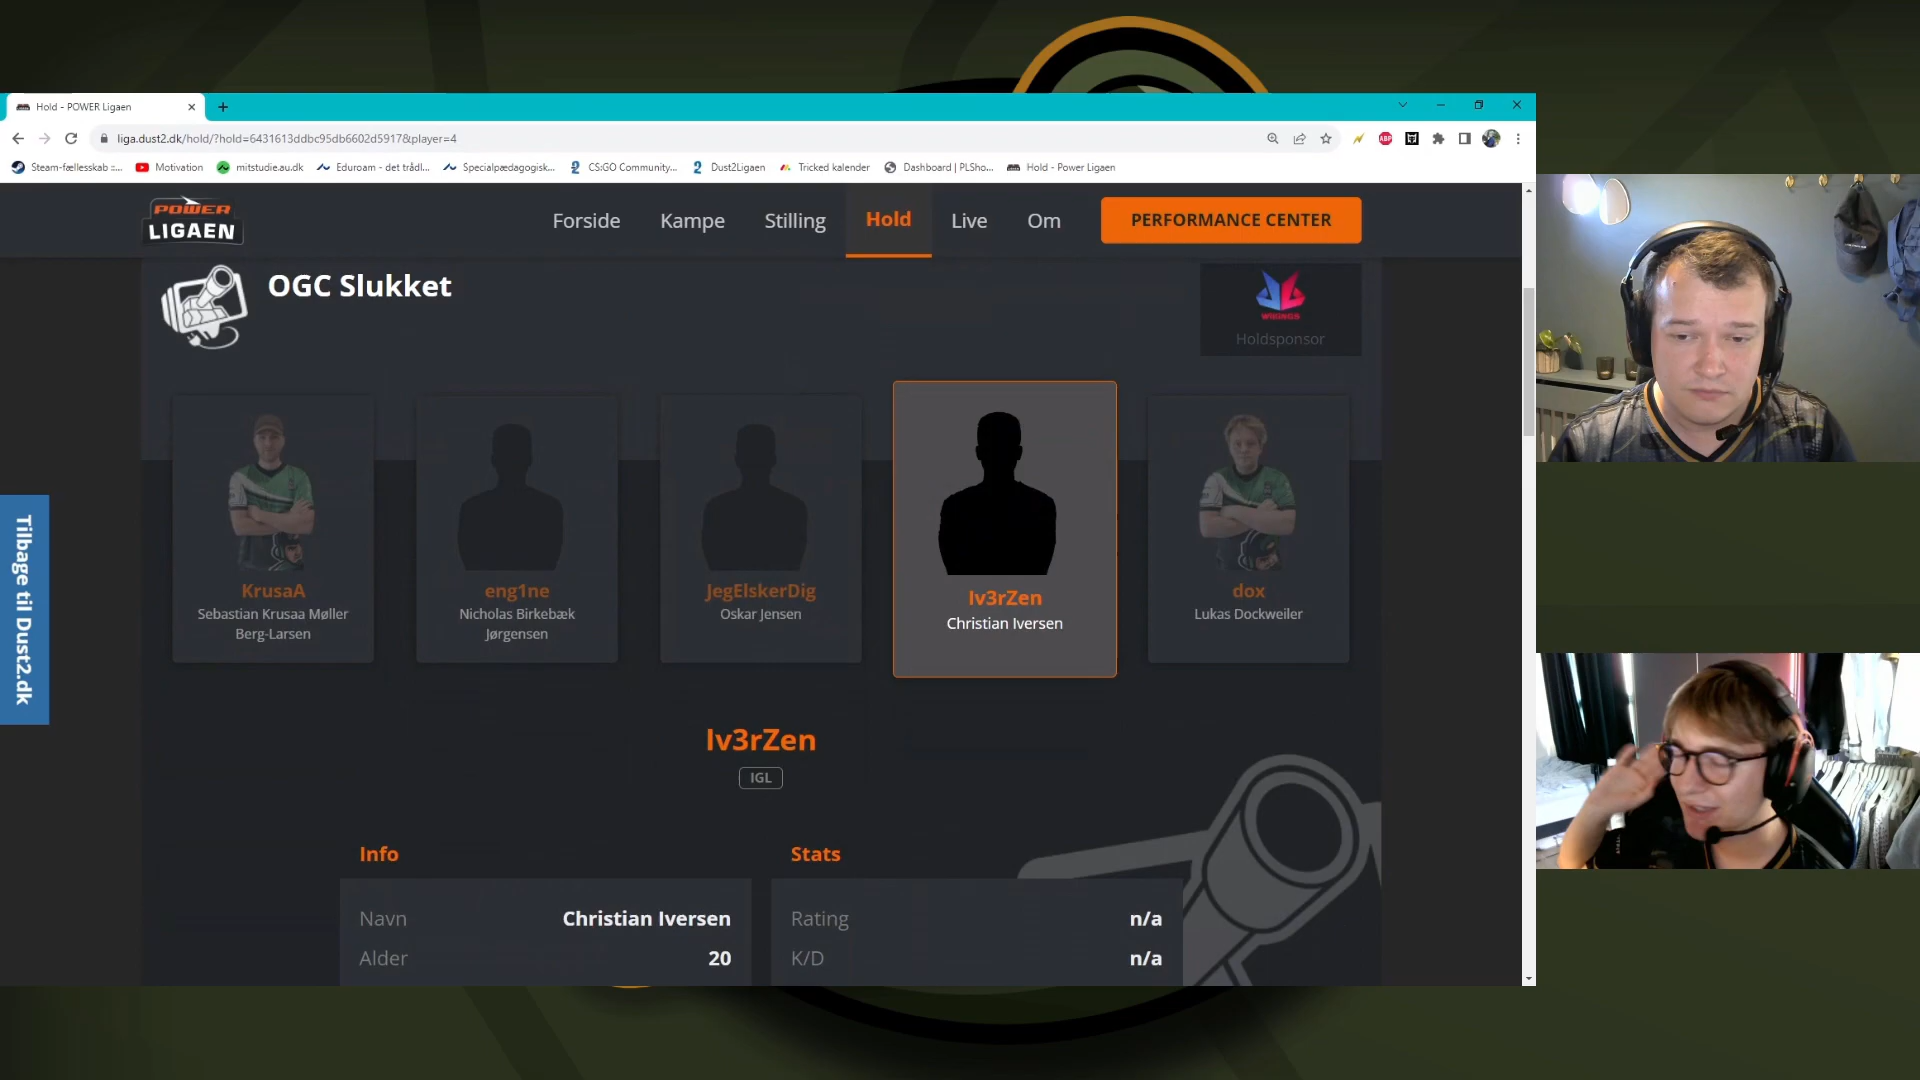 Hold - POWER Ligaen
liga.dust2.dk/hold/?hold=6431613ddbc95db6602d5917&player=4
Steam-fællesskab ::...
Motivation
mitstudie.au.dk
Eduroam - det trådl...
Specialpædagogisk...
CS:GO Community...
Dust2Ligaen
Tricked kalender
Dashboard | PLSho...
Hold - Power Ligaen
POWER
LIGAEN
Forside
Kampe
Stilling
Hold
Live
Om
PERFORMANCE CENTER
OGC Slukket
WIKINGS
Holdsponsor
KrusaA
Sebastian Krusaa Møller
Berg-Larsen
eng1ne
Nicholas Birkebæk
Jørgensen
JegElskerDig
Oskar Jensen
Iv3rZen
Christian Iversen
dox
Lukas Dockweiler
Tilbage til Dust2.dk
Iv3rZen
IGL
Info
Navn Christian Iversen
Alder 20
Stats
Rating n/a
K/D n/a
ABP